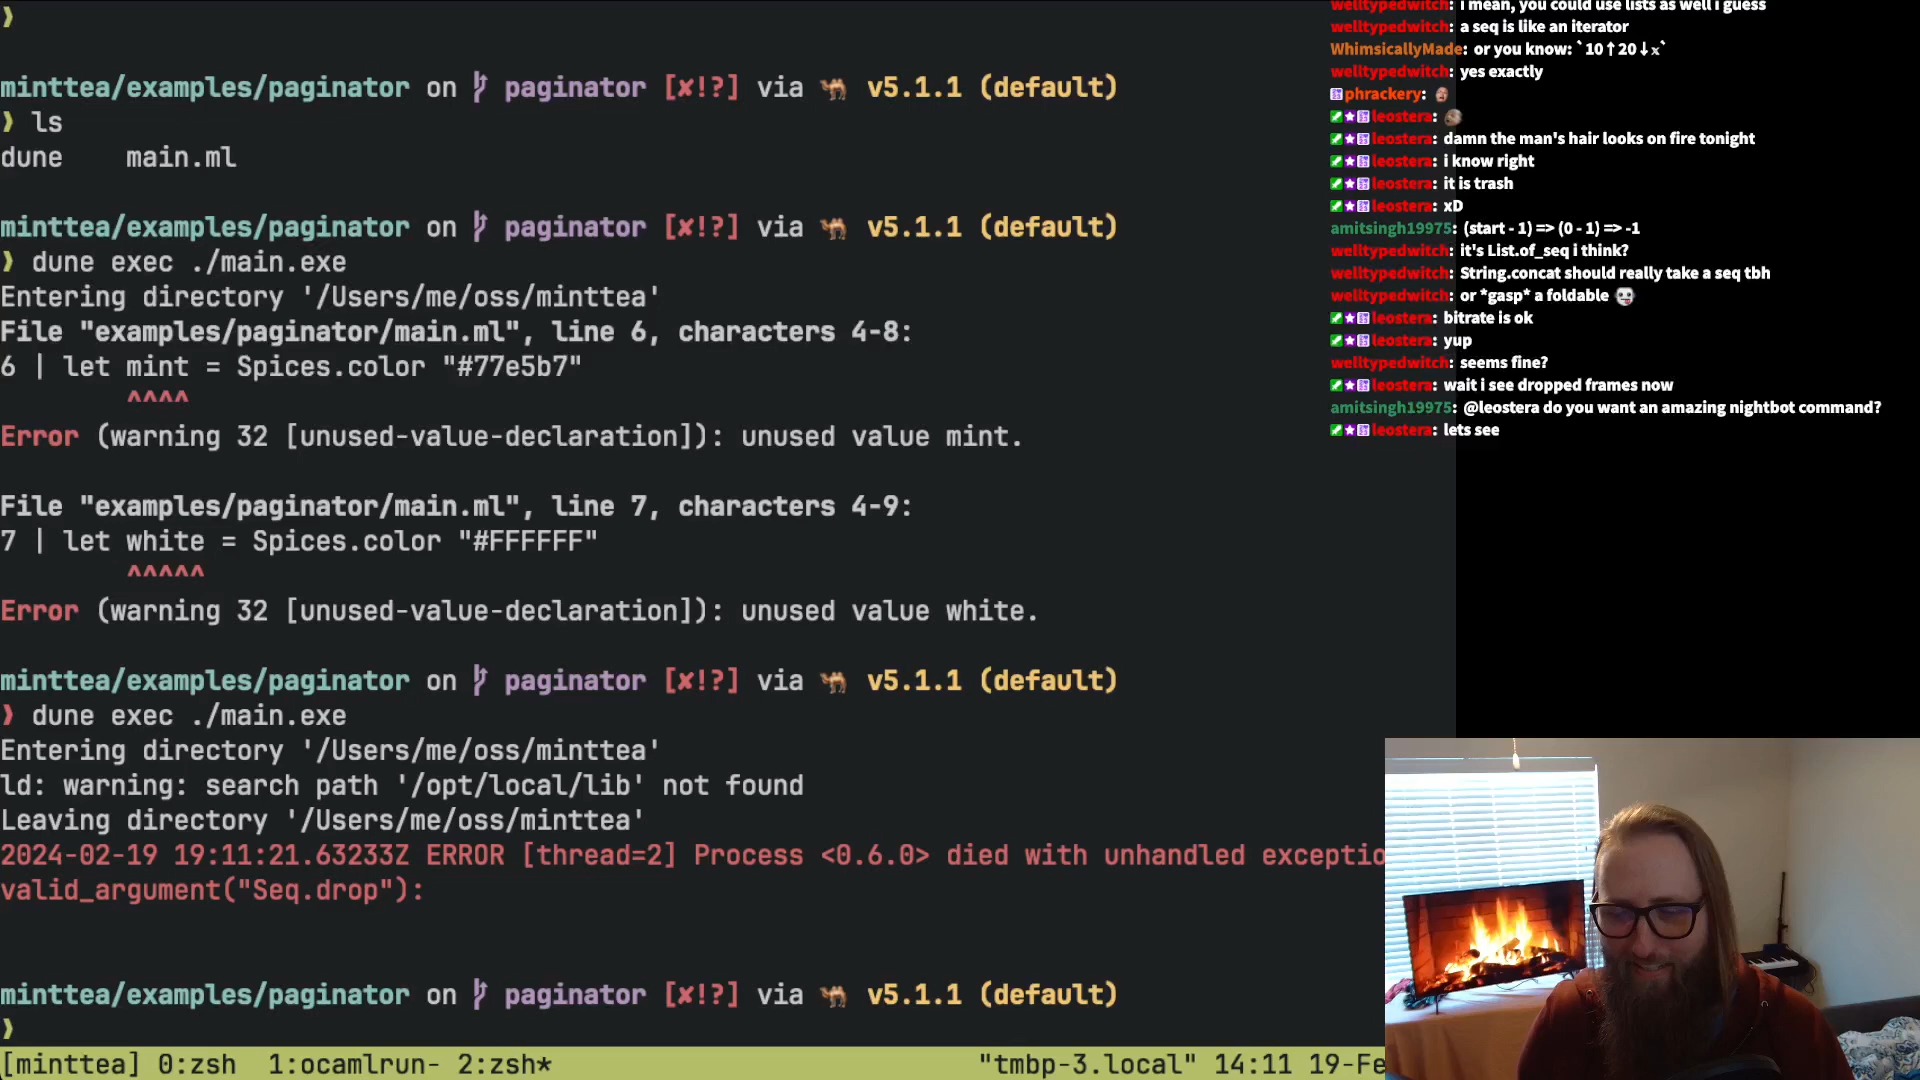 ❱
minttea/examples/paginator on paginator [✘!?] via 🐫 v5.1.1 (default)
❱ ls
dune    main.ml
minttea/examples/paginator on paginator [✘!?] via 🐫 v5.1.1 (default)
❱ dune exec ./main.exe
Entering directory '/Users/me/oss/minttea'
File "examples/paginator/main.ml", line 6, characters 4-8:
6 | let mint = Spices.color "#77e5b7"
^^^^
Error (warning 32 [unused-value-declaration]): unused value mint.
File "examples/paginator/main.ml", line 7, characters 4-9:
7 | let white = Spices.color "#FFFFFF"
^^^^^
Error (warning 32 [unused-value-declaration]): unused value white.
minttea/examples/paginator on paginator [✘!?] via 🐫 v5.1.1 (default)
❱ dune exec ./main.exe
Entering directory '/Users/me/oss/minttea'
ld: warning: search path '/opt/local/lib' not found
Leaving directory '/Users/me/oss/minttea'
2024-02-19 19:11:21.63233Z ERROR [thread=2] Process <0.6.0> died with unhandled exceptio
valid_argument("Seq.drop"):
minttea/examples/paginator on paginator [✘!?] via 🐫 v5.1.1 (default)
❱
[minttea] 0:zsh  1:ocamlrun- 2:zsh*    "tmbp-3.local" 14:11 19-Fe
welltypedwitch: i mean, you could use lists as well i guess
welltypedwitch: a seq is like an iterator
WhimsicallyMade: or you know: `10↑20↓x`
welltypedwitch: yes exactly
phrackery:
leostera:
leostera: damn the man's hair looks on fire tonight
leostera: i know right
leostera: it is trash
leostera: xD
amitsingh19975: (start - 1) => (0 - 1) => -1
welltypedwitch: it's List.of_seq i think?
welltypedwitch: String.concat should really take a seq tbh
welltypedwitch: or *gasp* a foldable
leostera: bitrate is ok
leostera: yup
welltypedwitch: seems fine?
leostera: wait i see dropped frames now
amitsingh19975: @leostera do you want an amazing nightbot command?
leostera: lets see